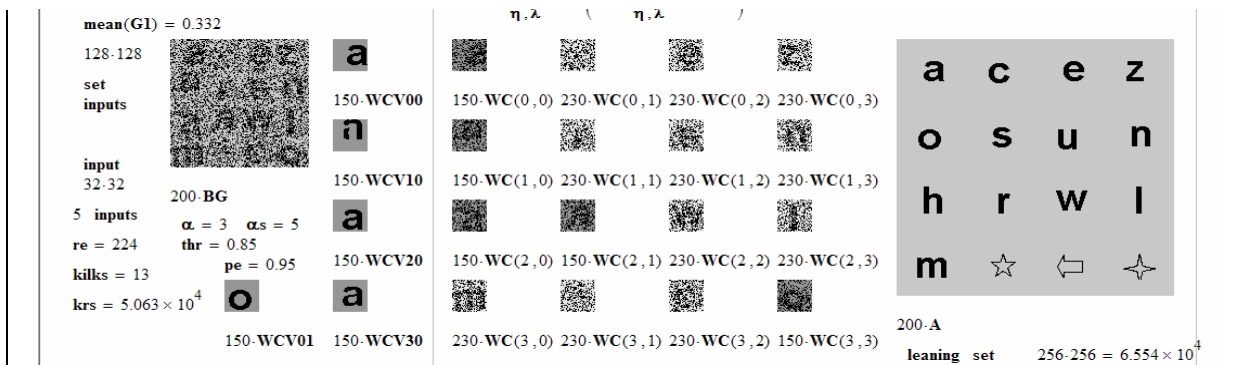 η,λ ( η,λ )
mean(G1) = 0.332
128·128
set
inputs
input
32·32
5 inputs
re = 224
kilks = 13
krs = 5.063 × 10^4
200·BG
α = 3 αs = 5
thr = 0.85
pe = 0.95
a
150·WCV00
n
150·WCV10
a
150·WCV20
o a
150·WCV01 150·WCV30
150·WC(0,0) 230·WC(0,1) 230·WC(0,2) 230·WC(0,3)
150·WC(1,0) 230·WC(1,1) 230·WC(1,2) 230·WC(1,3)
150·WC(2,0) 150·WC(2,1) 230·WC(2,2) 230·WC(2,3)
230·WC(3,0) 230·WC(3,1) 230·WC(3,2) 150·WC(3,3)
a c e z
o s u n
h r w l
m
200·A
leaning set 256·256 = 6.554 × 10^4